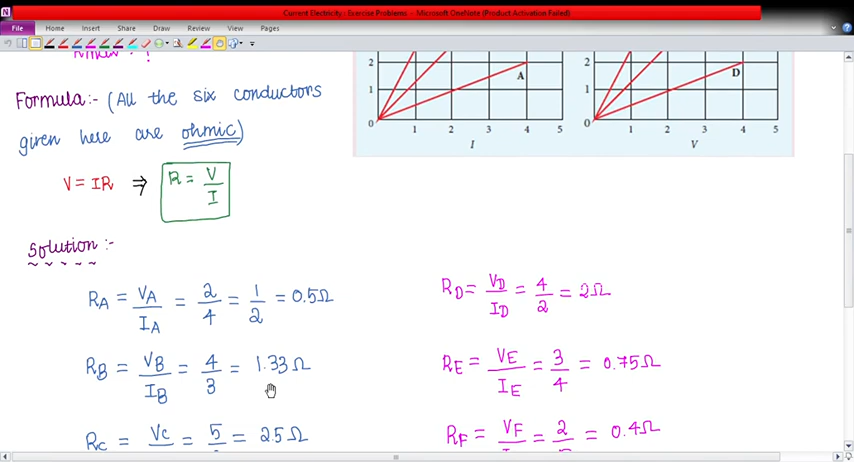 Current Electricity : Exercise Problems - Microsoft OneNote (Product Activation Failed)
File Home Insert Share Draw Review View
Formula:- (All the six conductors
given here are ohmic)
V = IR ⇒ R = V/I
Solution:-
R_A = V_A/I_A = 2/4 = 1/2 = 0.5Ω
R_B = V_B/I_B = 4/3 = 1.33 Ω
R_C = V_C = 5 = 2.5Ω
2
1
0
1 2 3 4 5
A
I
2
1
0
1 2 3 4 5
D
V
R_D = V_D/I_D = 4/2 = 2Ω
R_E = V_E/I_E = 3/4 = 0.75Ω
R_F = V_F = 2 = 0.4Ω